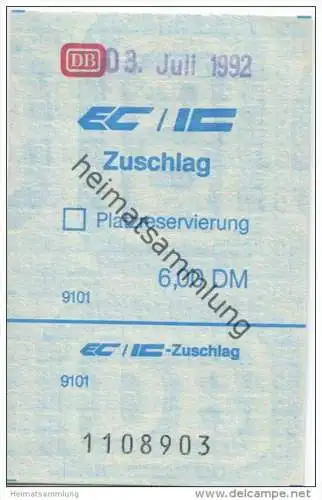 DB 03. Juli 1992
EC / IC
Zuschlag
Platzreservierung
6,00 DM
9101
EC / IC -Zuschlag
9101
1108903
heimatsammlung
Heimatsammlung
delcampe.net